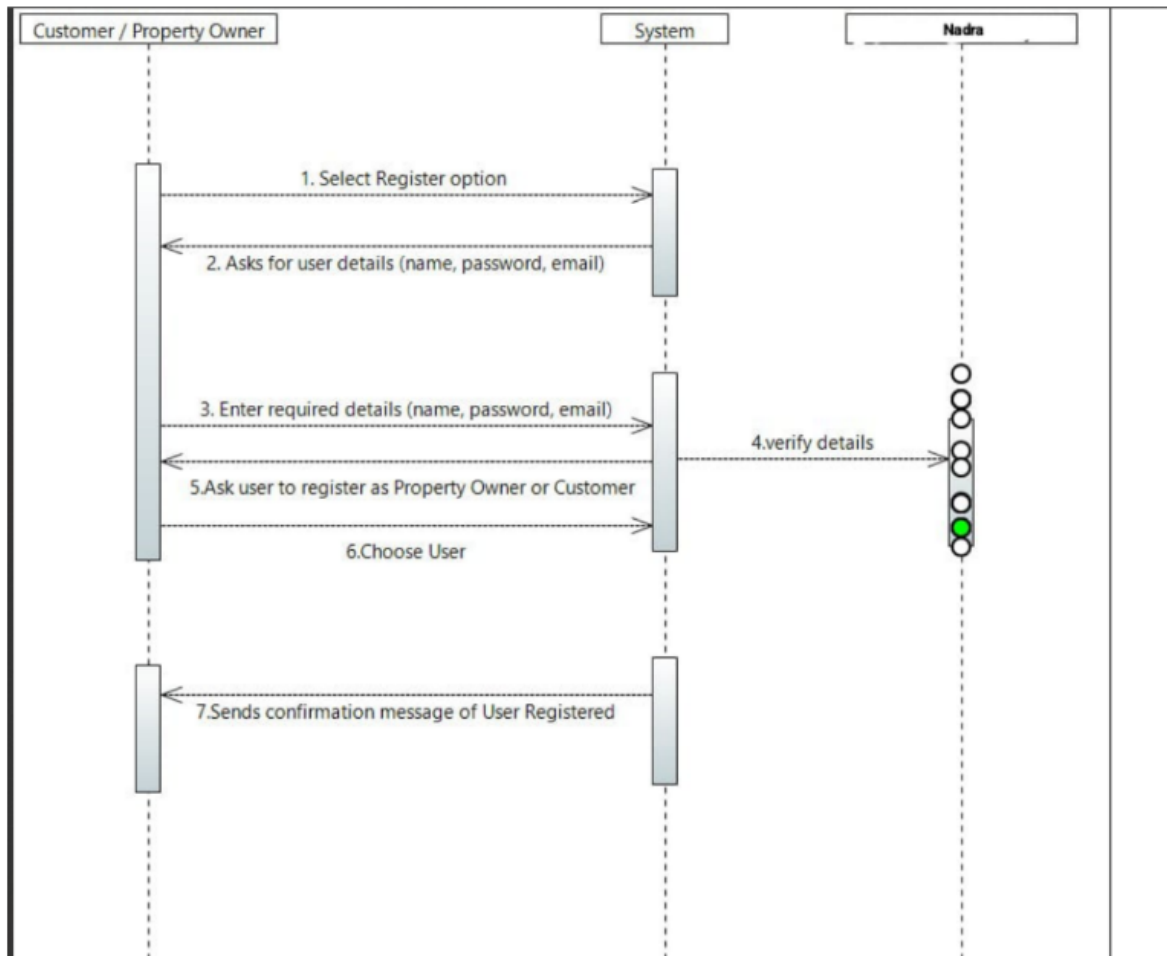 Customer / Property Owner
System
Nadra
1. Select Register option
2. Asks for user details (name, password, email)
3. Enter required details (name, password, email)
4.verify details
5.Ask user to register as Property Owner or Customer
6.Choose User
7.Sends confirmation message of User Registered